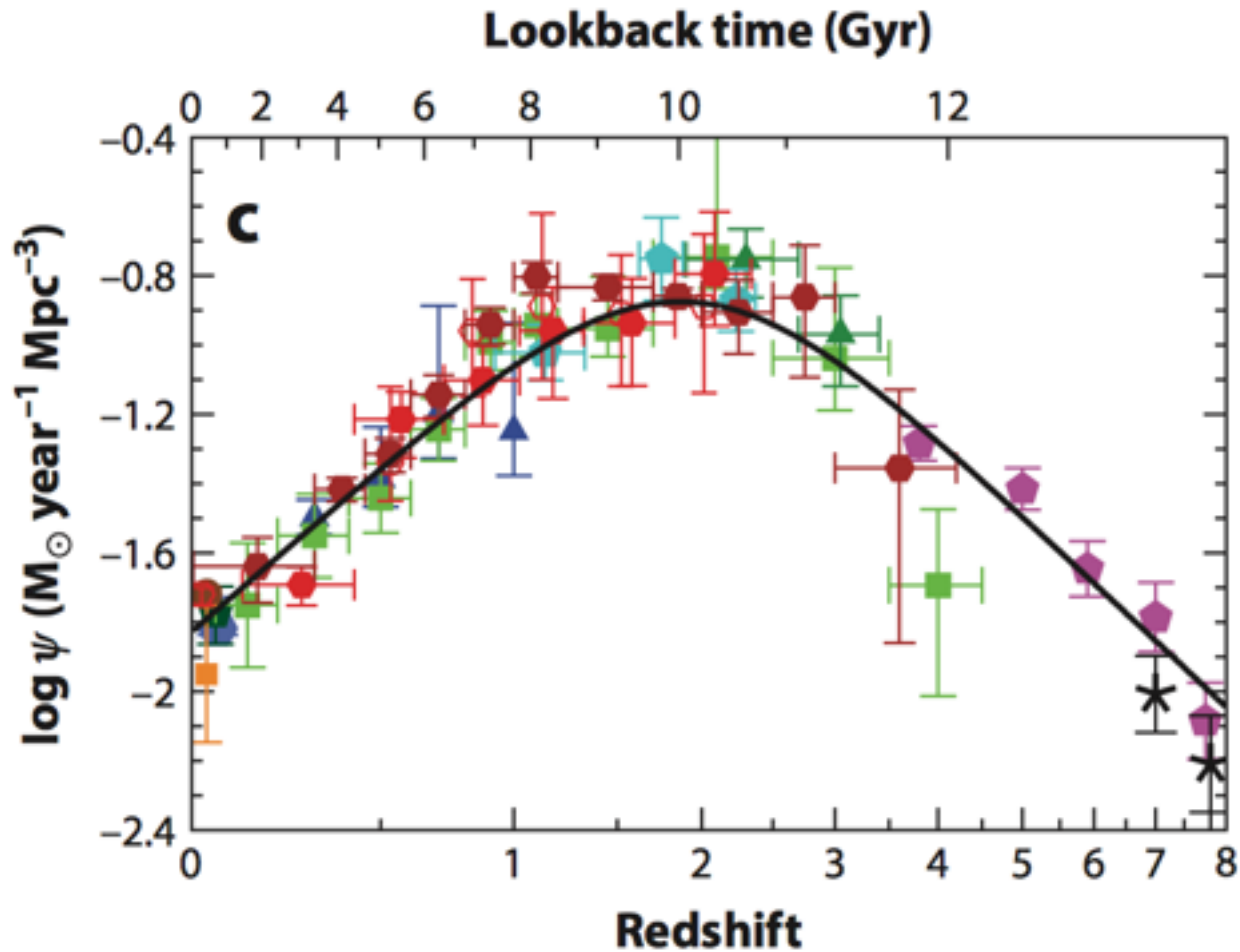 Lookback time (Gyr)
0 2 4 6 8 10 12
−0.4
c
−0.8
−1.2
−1.6
−2
−2.4
log ψ (M☉ year⁻¹ Mpc⁻³)
0 1 2 3 4 5 6 7 8
Redshift